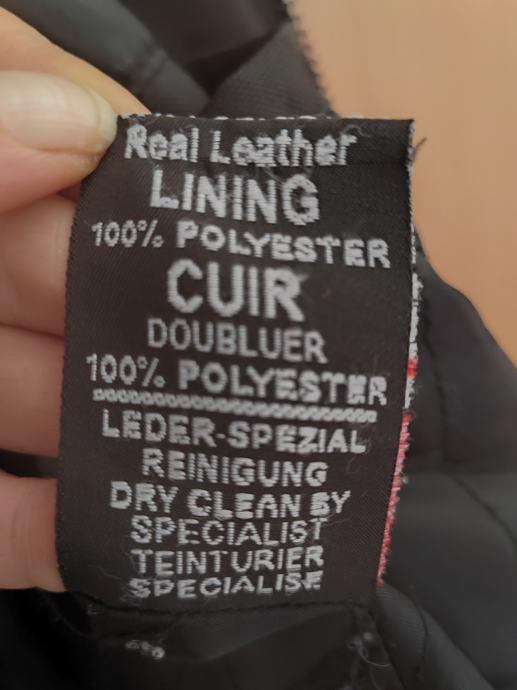 Real Leather
LINING
100% POLYESTER
CUIR
DOUBLUER
100% POLYESTER
LEDER-SPEZIAL
REINIGUNG
DRY CLEAN BY
SPECIALIST
TEINTURIER
SPECIALISE